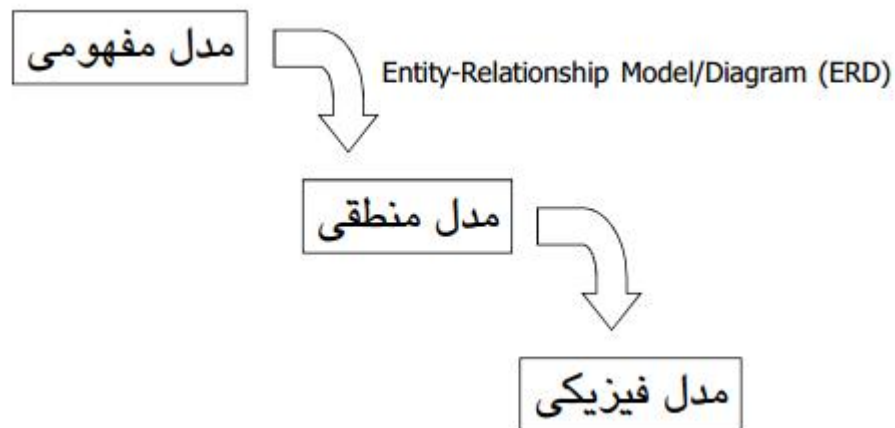 مدل مفهومی
Entity-Relationship Model/Diagram (ERD)
مدل منطقی
مدل فیزیکی